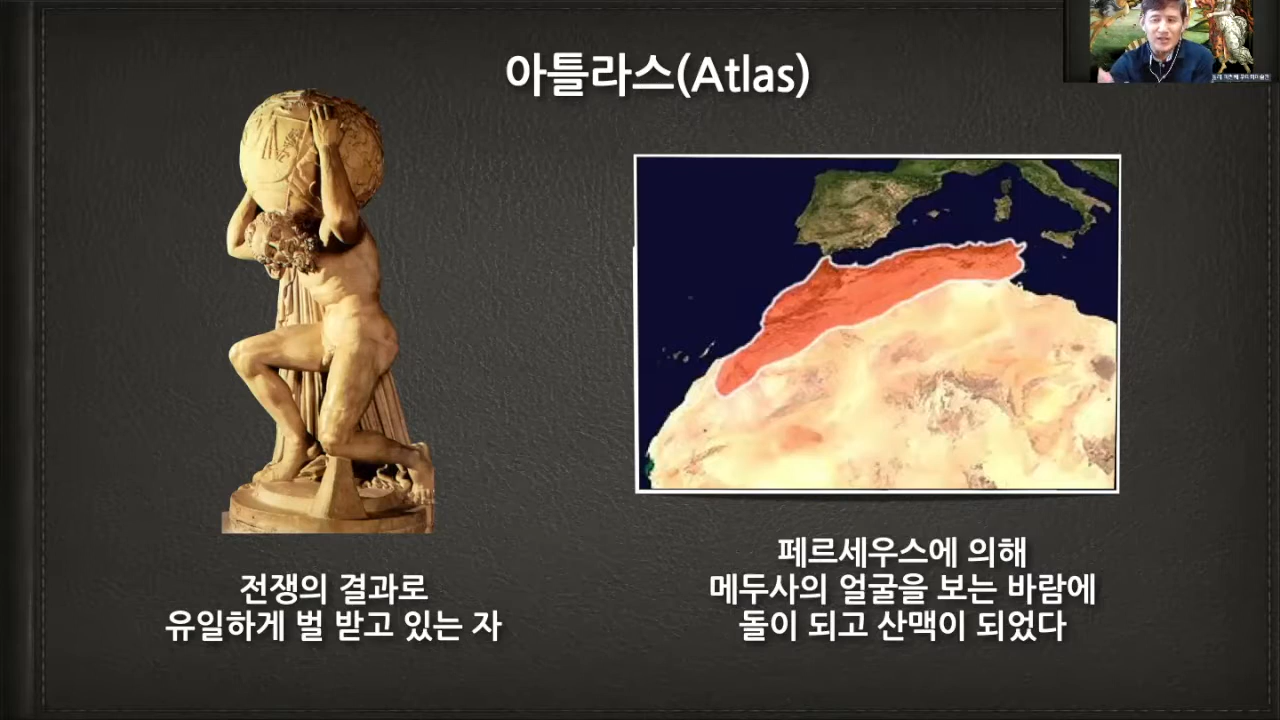 아틀라스(Atlas)
전쟁의 결과로
유일하게 벌 받고 있는 자
페르세우스에 의해
메두사의 얼굴을 보는 바람에
돌이 되고 산맥이 되었다